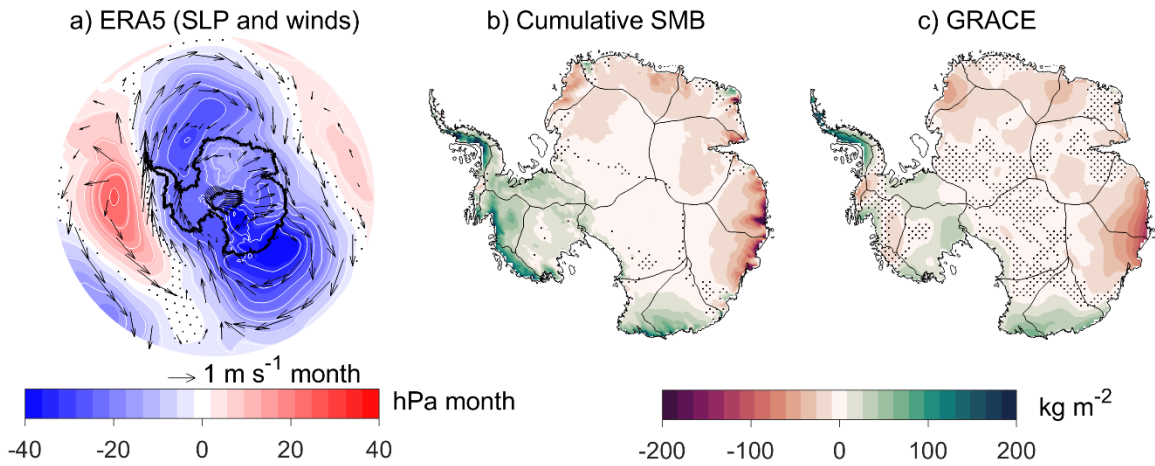 a) ERA5 (SLP and winds)
b) Cumulative SMB
c) GRACE
1 m s⁻¹ month
hPa month
-40 -20 0 20 40
kg m⁻²
-200 -100 0 100 200